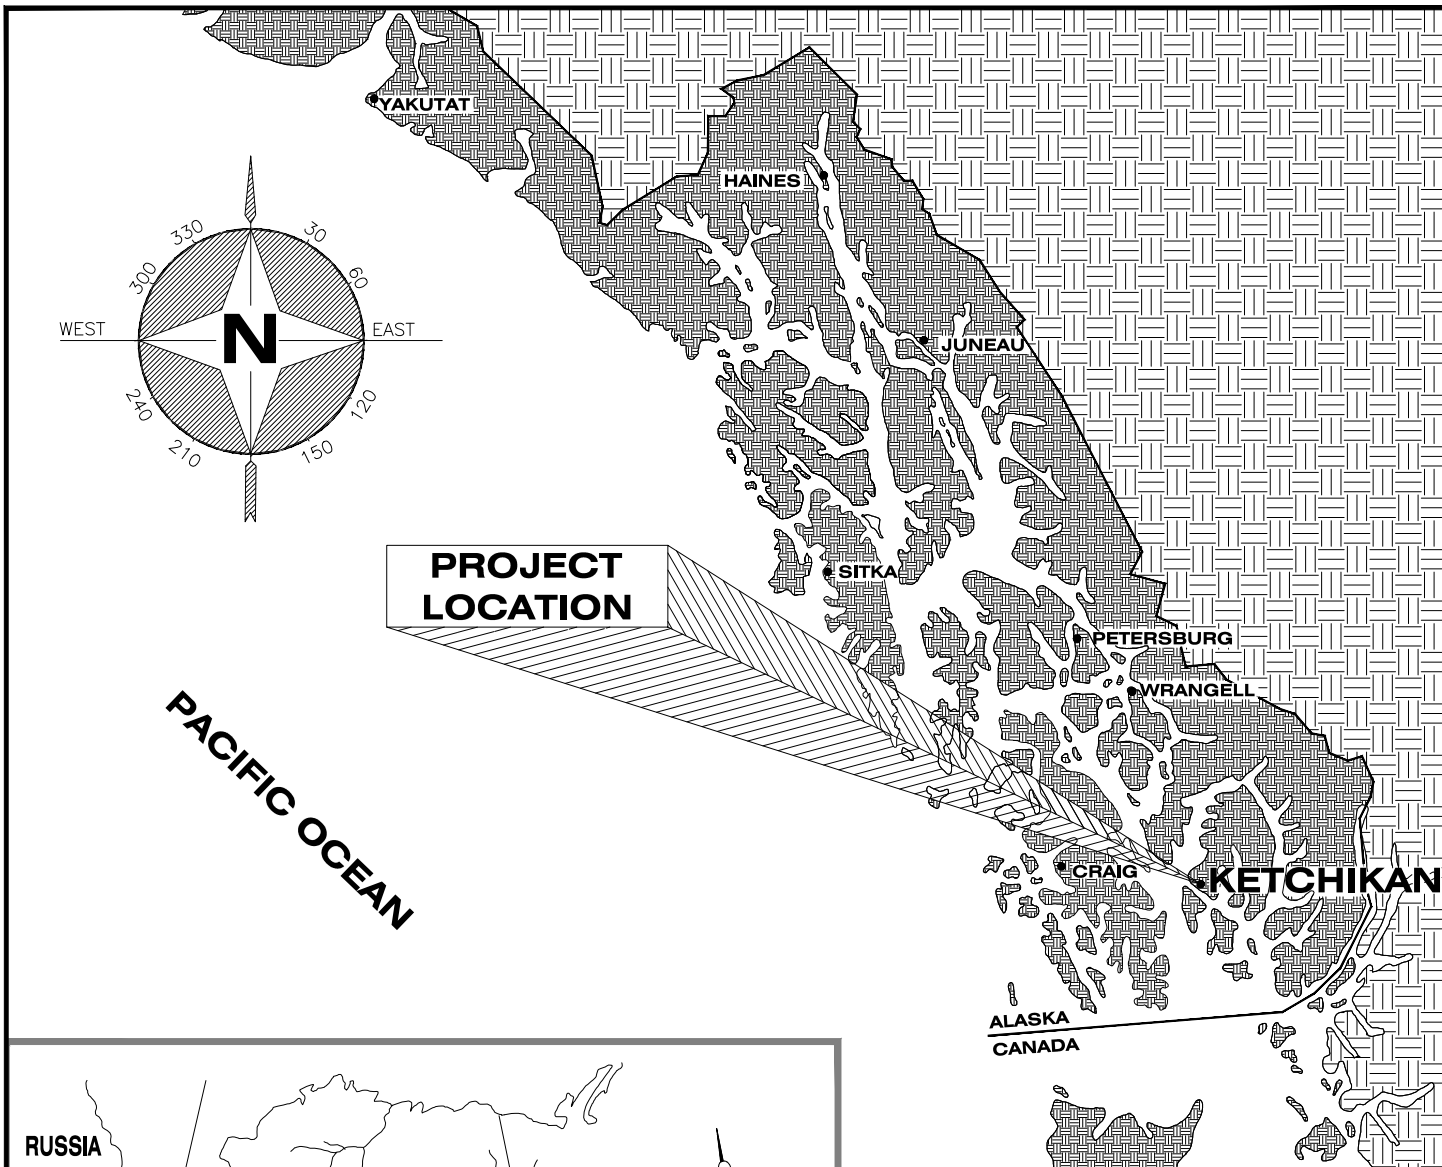 YAKUTAT
HAINES
330
30
300
60
WEST
N
EAST
JUNEAU
240
120
210
150
PROJECT
LOCATION
SITKA
PETERSBURG
WRANGELL
PACIFIC OCEAN
CRAIG
KETCHIKAN
ALASKA
CANADA
RUSSIA